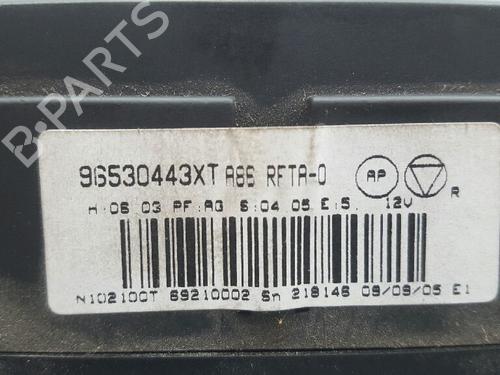 96530443XT A86 RFTA-0 AP
R
H:06 03 PF:AG S:04 05 E:5. 12V
N102100T 69210002 Sn 218146 09/09/05 E1
B-PARTS